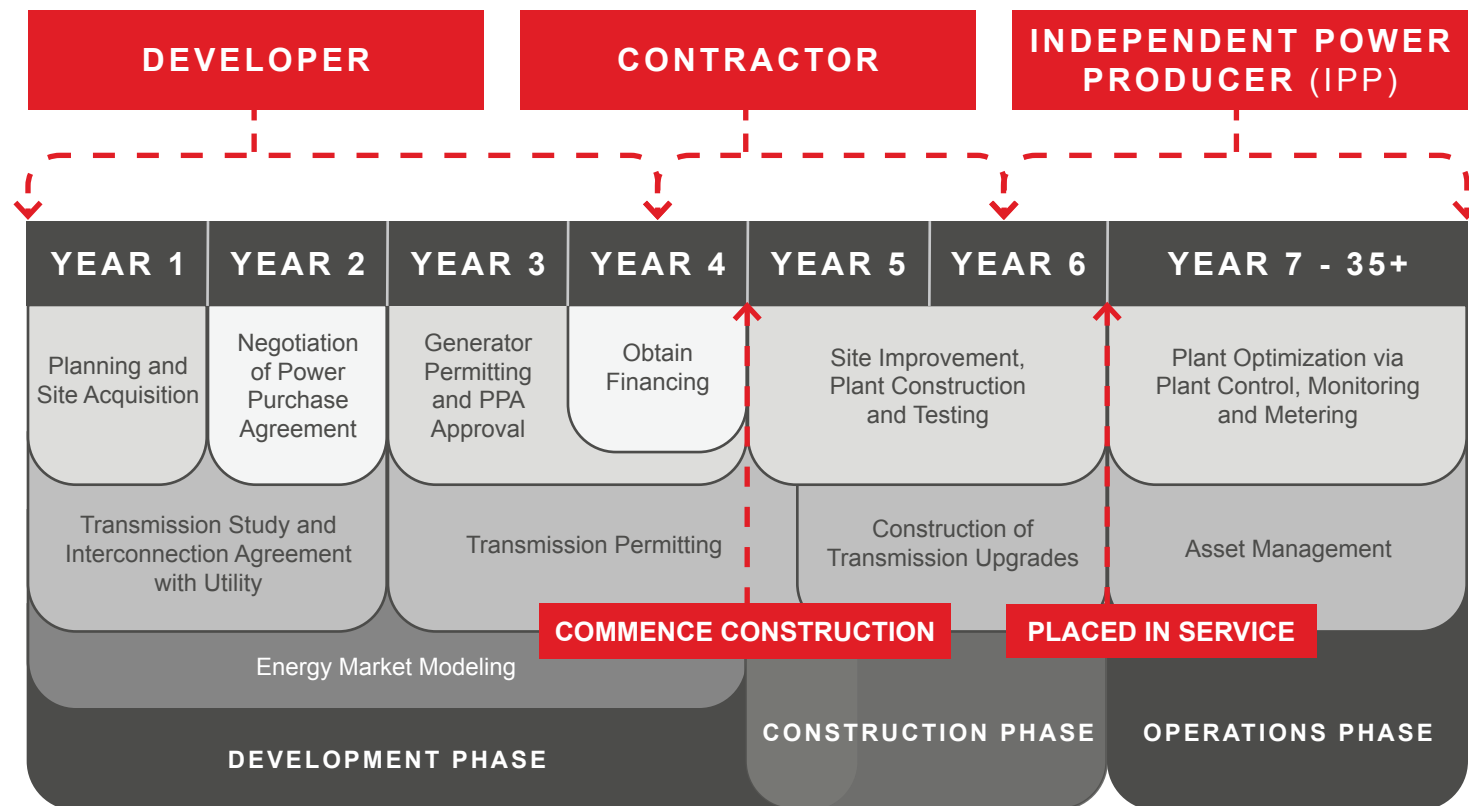 DEVELOPER
CONTRACTOR
INDEPENDENT POWER
PRODUCER (IPP)
YEAR 1
YEAR 2
YEAR 3
YEAR 4
YEAR 5
YEAR 6
YEAR 7 - 35+
Planning and
Site Acquisition
Negotiation
of Power
Purchase
Agreement
Generator
Permitting
and PPA
Approval
Obtain
Financing
Site Improvement,
Plant Construction
and Testing
Plant Optimization via
Plant Control, Monitoring
and Metering
Transmission Study and
Interconnection Agreement
with Utility
Transmission Permitting
Construction of
Transmission Upgrades
Asset Management
COMMENCE CONSTRUCTION
PLACED IN SERVICE
Energy Market Modeling
DEVELOPMENT PHASE
CONSTRUCTION PHASE
OPERATIONS PHASE